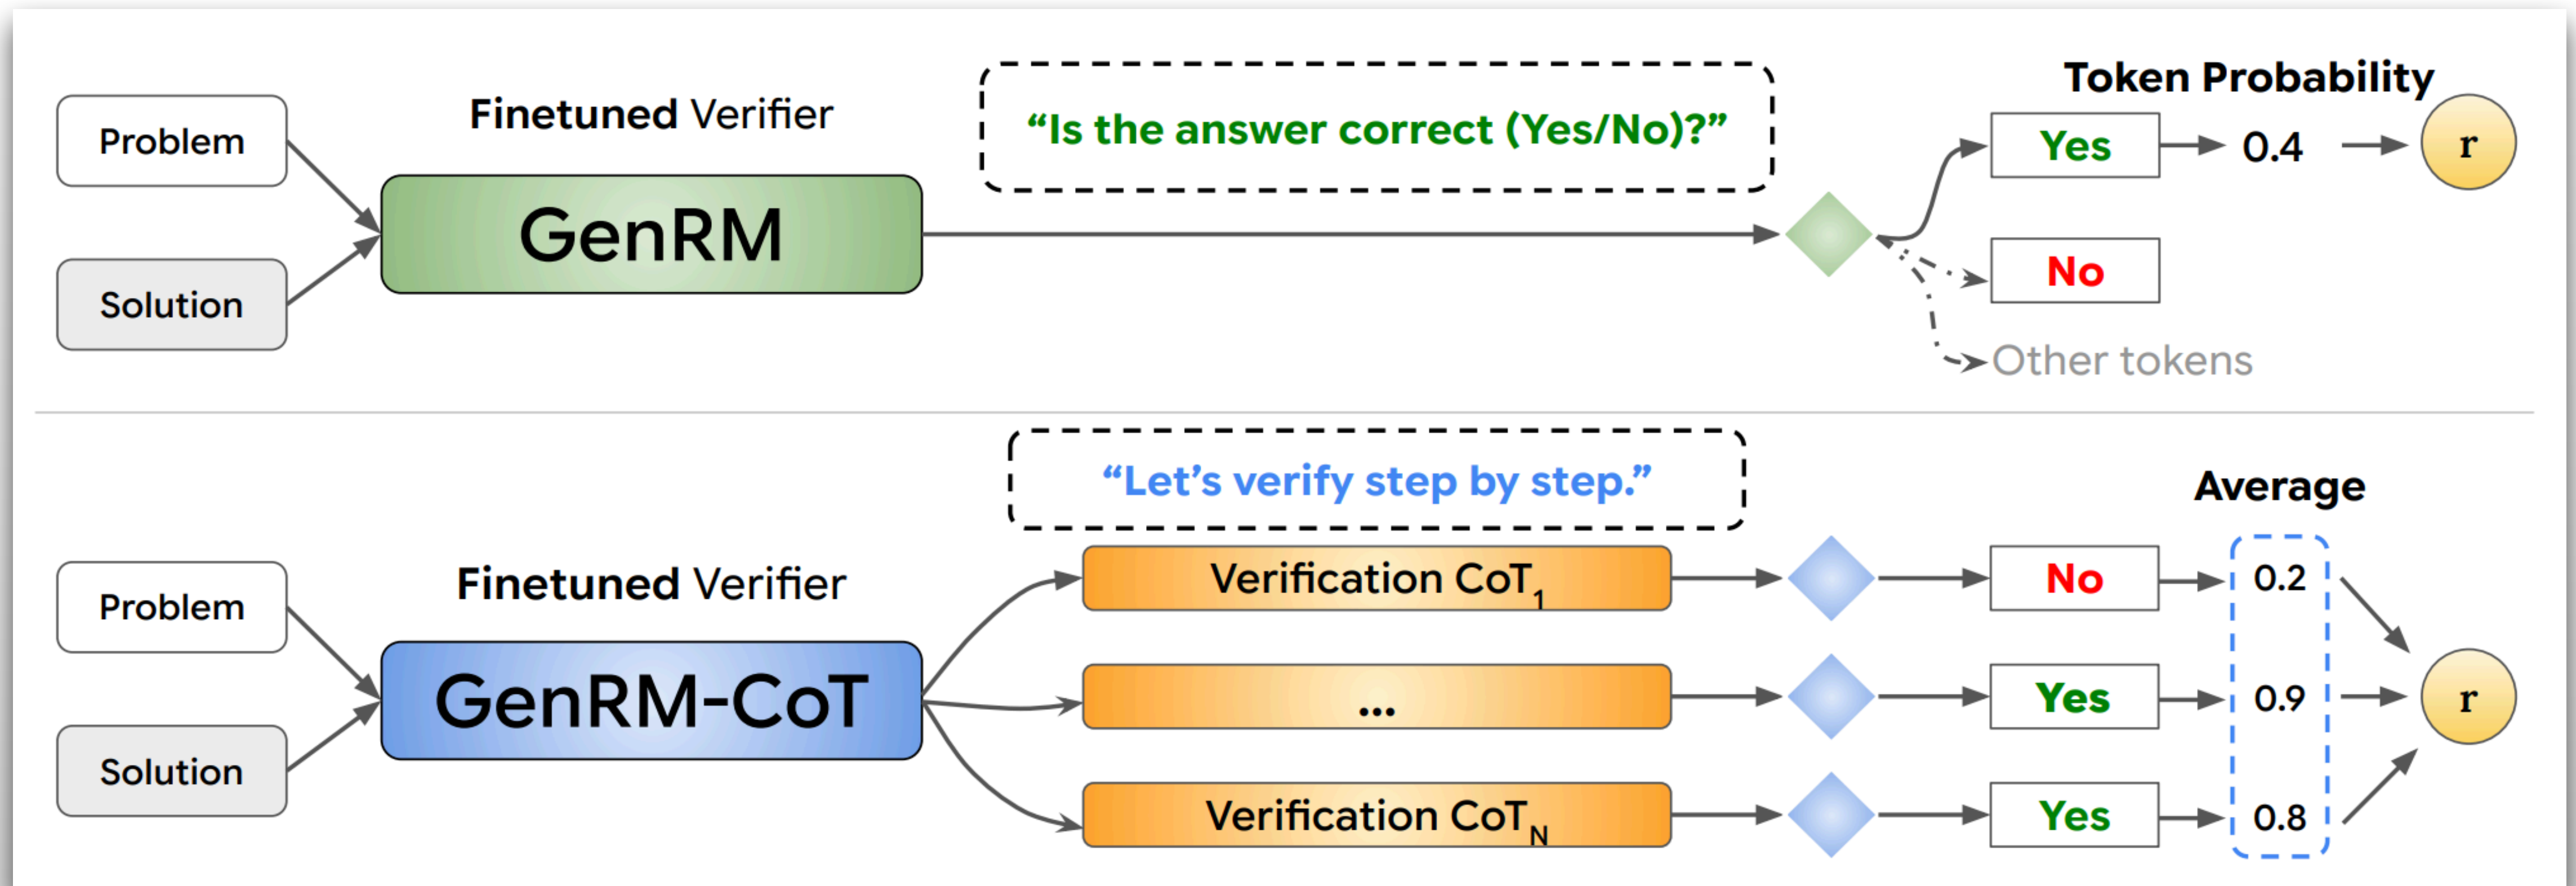 Problem
Solution
Finetuned Verifier
GenRM
“Is the answer correct (Yes/No)?”
Token Probability
Yes
0.4
r
No
Other tokens
Problem
Solution
Finetuned Verifier
GenRM-CoT
“Let’s verify step by step.”
Average
Verification CoT1
No
0.2
...
Yes
0.9
r
Verification CoTN
Yes
0.8